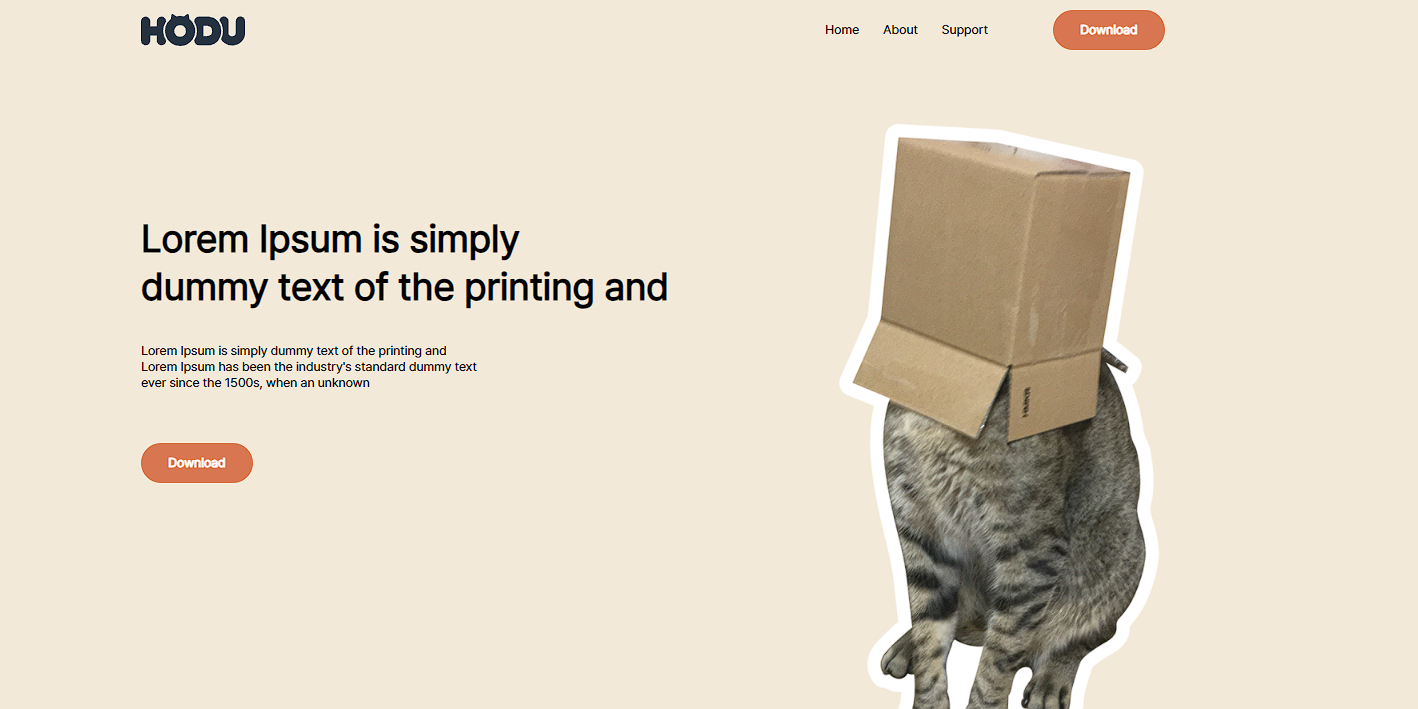 HODU
Home About Support Download
Lorem Ipsum is simply
dummy text of the printing and
Lorem Ipsum is simply dummy text of the printing and
Lorem Ipsum has been the industry's standard dummy text
ever since the 1500s, when an unknown
Download